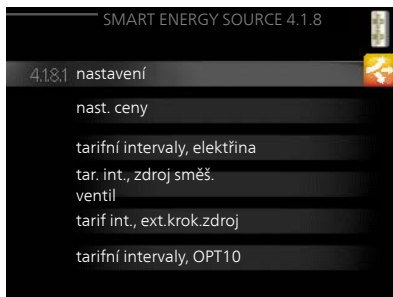 SMART ENERGY SOURCE 4.1.8
4.1.8.1 nastavení
nast. ceny
tarifní intervaly, elektřina
tar. int., zdroj směš.
ventil
tarif int., ext.krok.zdroj
tarifní intervaly, OPT10